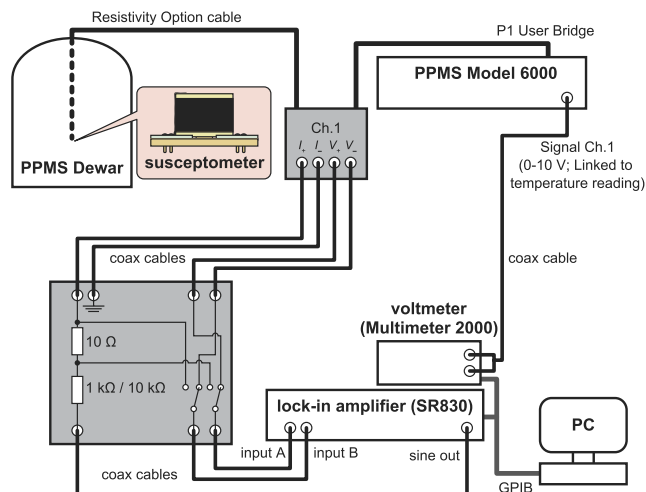 Resistivity Option cable
P1 User Bridge
PPMS Model 6000
Ch.1
I+ I− V+ V−
susceptometer
PPMS Dewar
Signal Ch.1
(0-10 V; Linked to
temperature reading)
coax cables
coax cable
voltmeter
(Multimeter 2000)
10 Ω
1 kΩ / 10 kΩ
lock-in amplifier (SR830)
PC
input A
input B
sine out
coax cables
GPIB